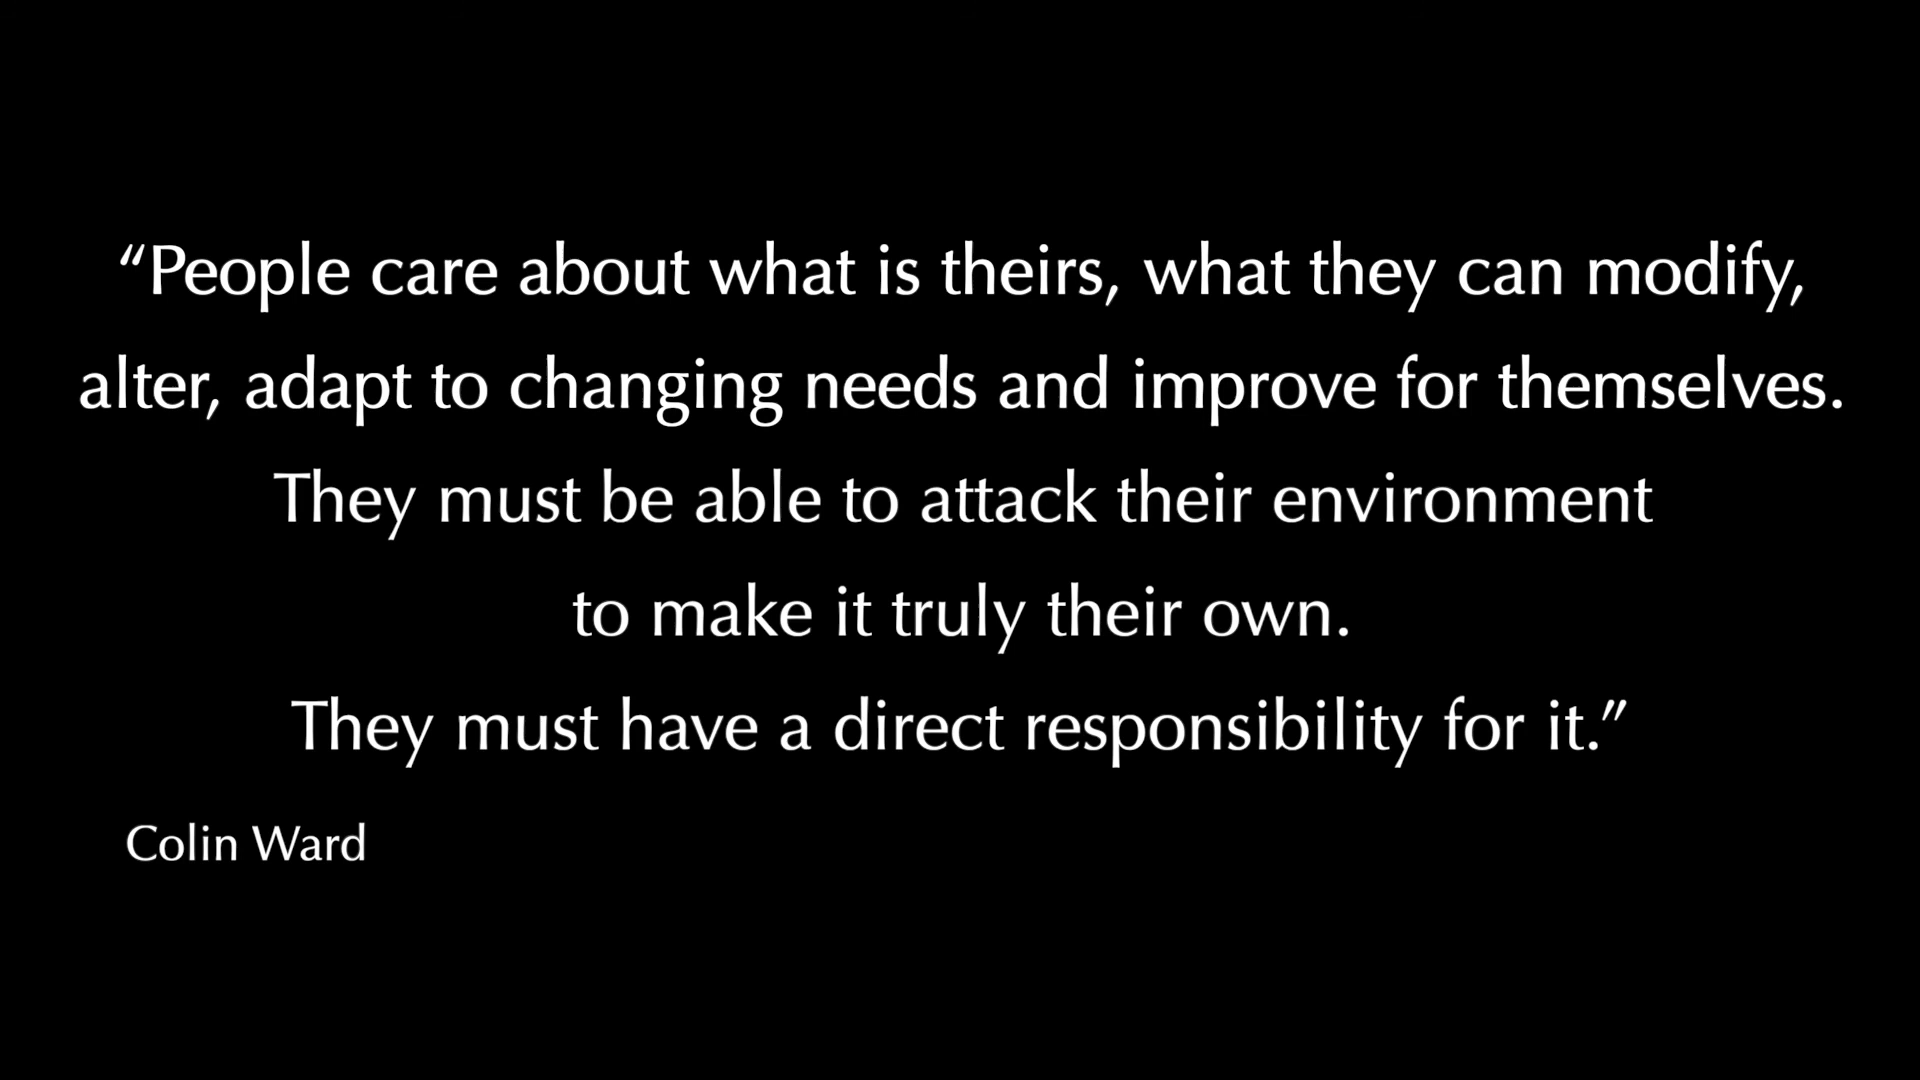 “People care about what is theirs, what they can modify,
alter, adapt to changing needs and improve for themselves.
They must be able to attack their environment
to make it truly their own.
They must have a direct responsibility for it.”
Colin Ward